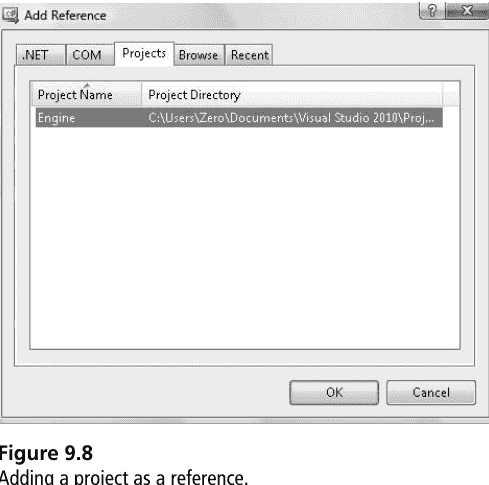 Add Reference
.NET COM Projects Browse Recent
Project Name Project Directory
Engine C:\Users\Zero\Documents\Visual Studio 2010\Proj...
OK Cancel
Figure 9.8
Adding a project as a reference.